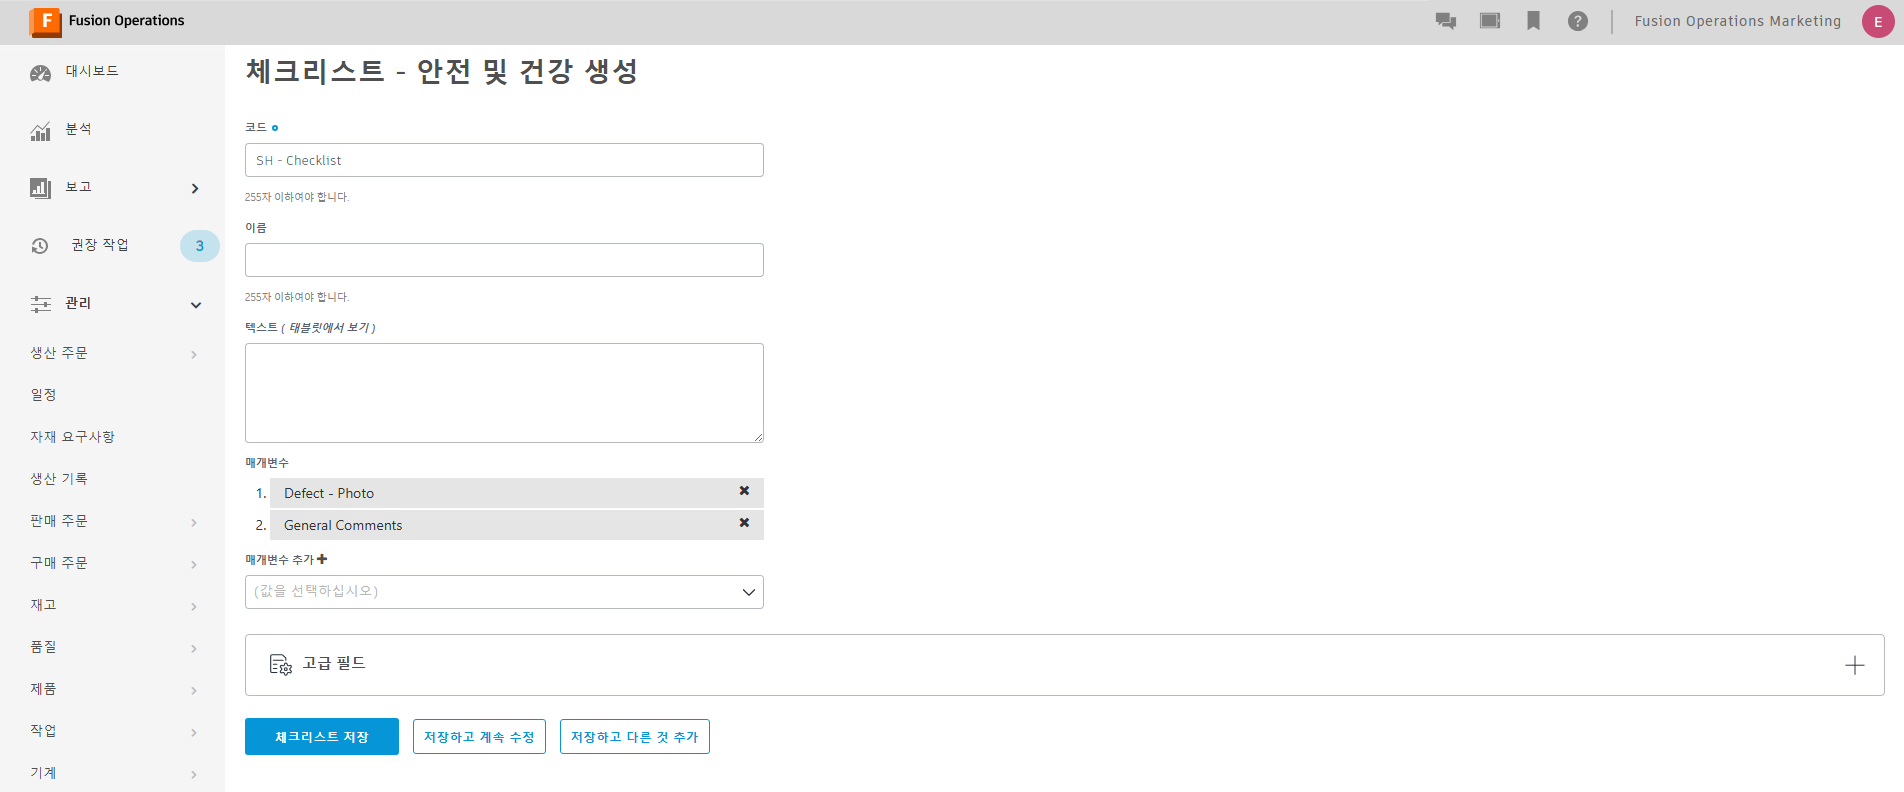 F Fusion Operations
Fusion Operations Marketing
E
대시보드
분석
보고
권장 작업 3
관리
생산 주문
일정
자재 요구사항
생산 기록
판매 주문
구매 주문
재고
품질
제품
작업
기계
체크리스트 - 안전 및 건강 생성
코드
SH - Checklist
255자 이하여야 합니다.
이름
255자 이하여야 합니다.
텍스트 ( 태블릿에서 보기 )
매개변수
1. Defect - Photo
2. General Comments
매개변수 추가
(값을 선택하십시오)
고급 필드
체크리스트 저장
저장하고 계속 수정
저장하고 다른 것 추가